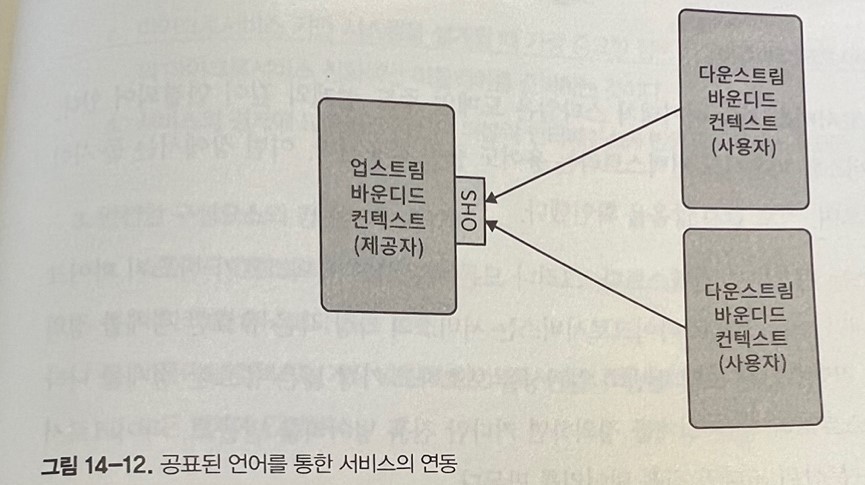 업스트림
바운디드
컨텍스트
(제공자)
OHS
다운스트림
바운디드
컨텍스트
(사용자)
다운스트림
바운디드
컨텍스트
(사용자)
그림 14-12. 공표된 언어를 통한 서비스의 연동